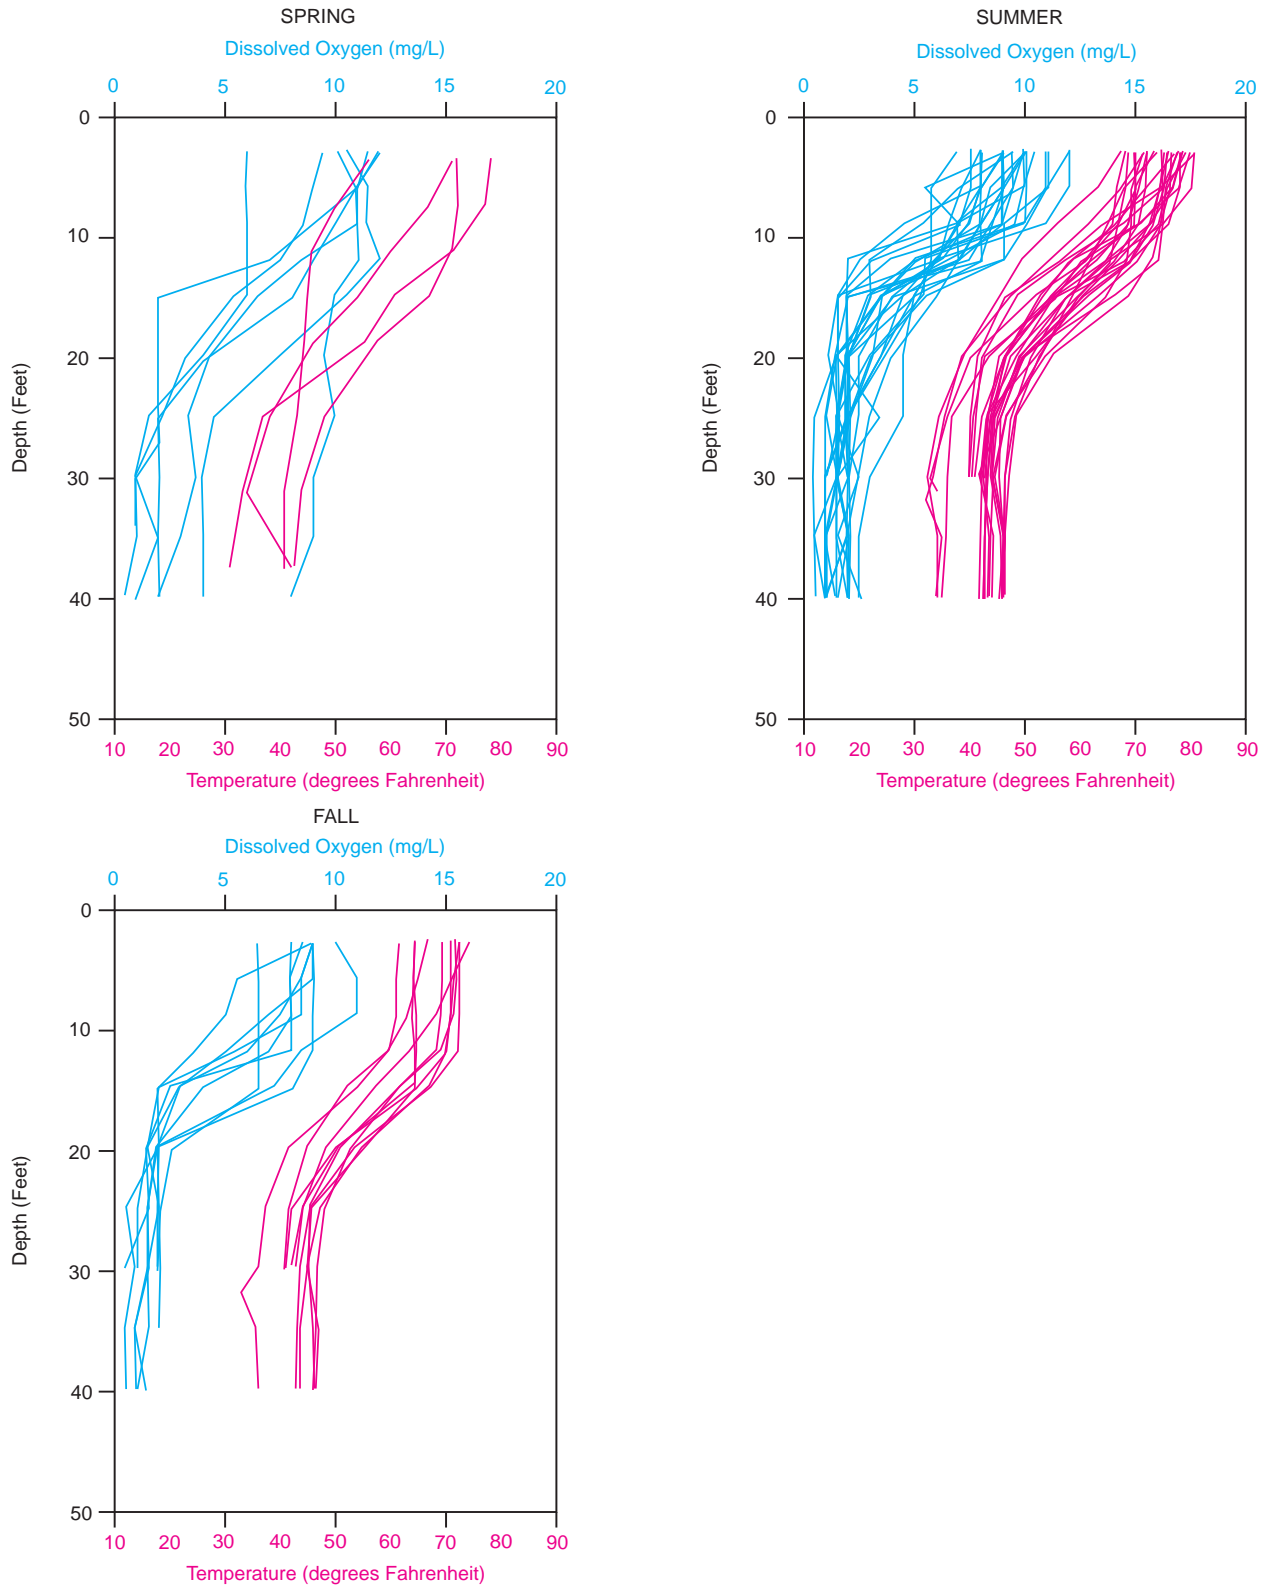 SPRING
Dissolved Oxygen (mg/L)
0 5 10 15 20
0
10
20
30
40
50
Depth (Feet)
10 20 30 40 50 60 70 80 90
Temperature (degrees Fahrenheit)
SUMMER
Dissolved Oxygen (mg/L)
0 5 10 15 20
0
10
20
30
40
50
Depth (Feet)
10 20 30 40 50 60 70 80 90
Temperature (degrees Fahrenheit)
FALL
Dissolved Oxygen (mg/L)
0 5 10 15 20
0
10
20
30
40
50
Depth (Feet)
10 20 30 40 50 60 70 80 90
Temperature (degrees Fahrenheit)